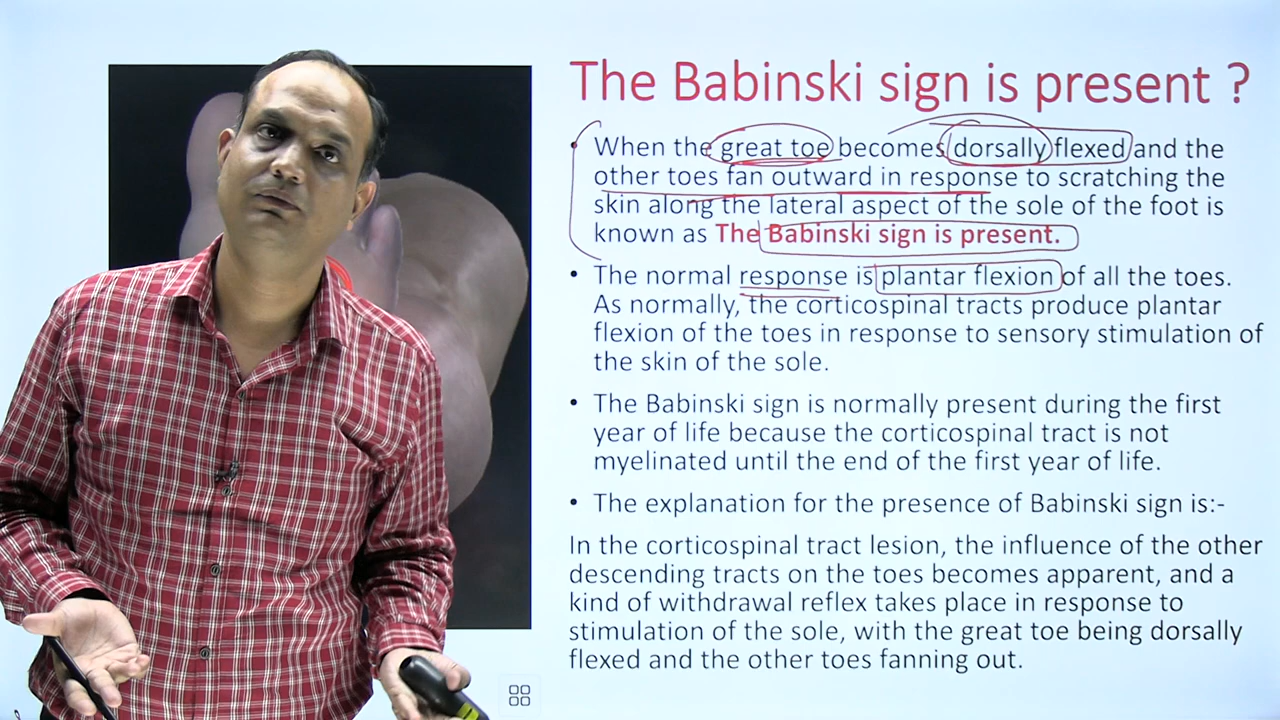 The Babinski sign is present ?
• When the great toe becomes dorsally flexed and the
other toes fan outward in response to scratching the
skin along the lateral aspect of the sole of the foot is
known as The Babinski sign is present.
• The normal response is plantar flexion of all the toes.
As normally, the corticospinal tracts produce plantar
flexion of the toes in response to sensory stimulation of
the skin of the sole.
• The Babinski sign is normally present during the first
year of life because the corticospinal tract is not
myelinated until the end of the first year of life.
• The explanation for the presence of Babinski sign is:-
In the corticospinal tract lesion, the influence of the other
descending tracts on the toes becomes apparent, and a
kind of withdrawal reflex takes place in response to
stimulation of the sole, with the great toe being dorsally
flexed and the other toes fanning out.